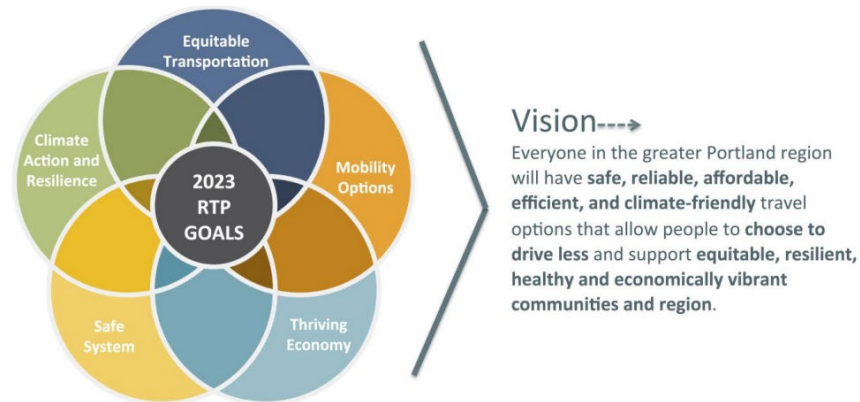 Equitable
Transportation
Climate
Action and
Resilience
Mobility
Options
2023
RTP
GOALS
Safe
System
Thriving
Economy
Vision---->
Everyone in the greater Portland region
will have safe, reliable, affordable,
efficient, and climate-friendly travel
options that allow people to choose to
drive less and support equitable, resilient,
healthy and economically vibrant
communities and region.